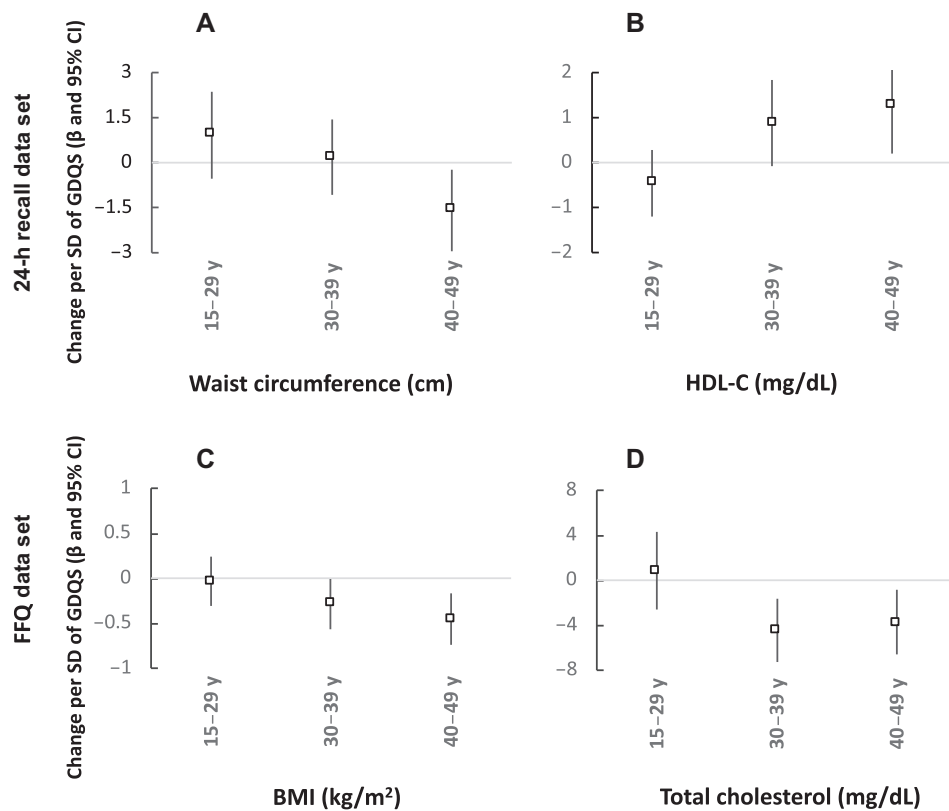 24-h recall data set
Change per SD of GDQS (β and 95% CI)
A
3
1.5
0
−1.5
−3
15−29 y
30−39 y
40−49 y
Waist circumference (cm)
B
2
1
0
−1
−2
15−29 y
30−39 y
40−49 y
HDL-C (mg/dL)
FFQ data set
Change per SD of GDQS (β and 95% CI)
C
1
0.5
0
−0.5
−1
15−29 y
30−39 y
40−49 y
BMI (kg/m²)
D
8
4
0
−4
−8
15−29 y
30−39 y
40−49 y
Total cholesterol (mg/dL)